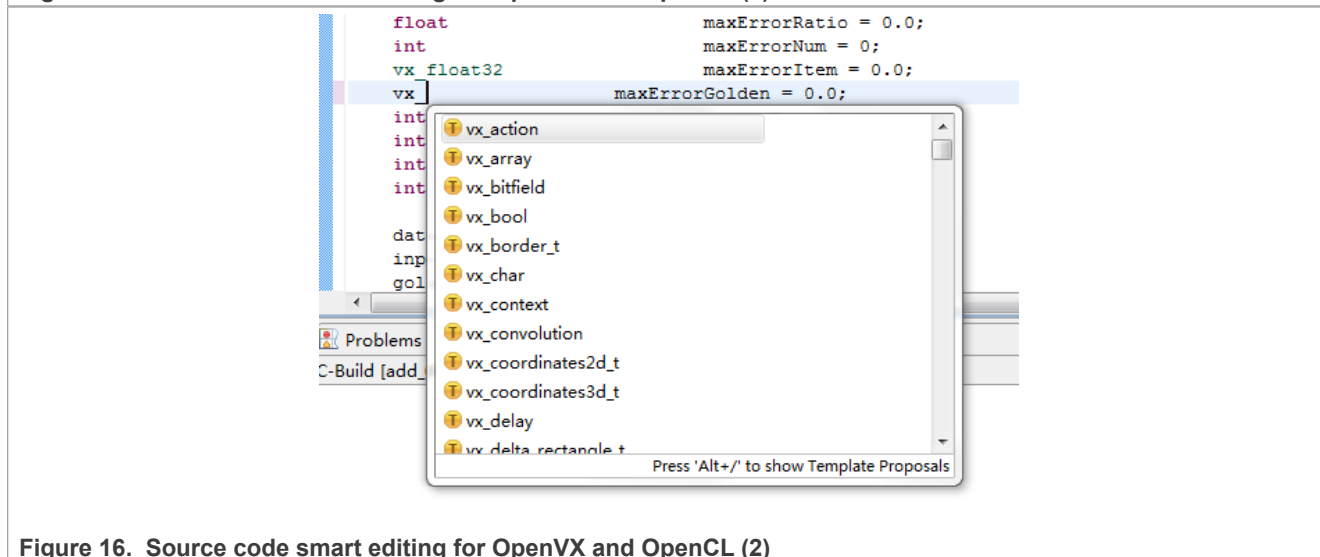 float maxErrorRatio = 0.0;
int maxErrorNum = 0;
vx_float32 maxErrorItem = 0.0;
vx_ maxErrorGolden = 0.0;
int
int
int
int
dat
inp
gol
vx_action
vx_array
vx_bitfield
vx_bool
vx_border_t
vx_char
vx_context
vx_convolution
vx_coordinates2d_t
vx_coordinates3d_t
vx_delay
vx_delta_rectangle_t
Press 'Alt+/' to show Template Proposals
Problems
C-Build [add_
Figure 16. Source code smart editing for OpenVX and OpenCL (2)